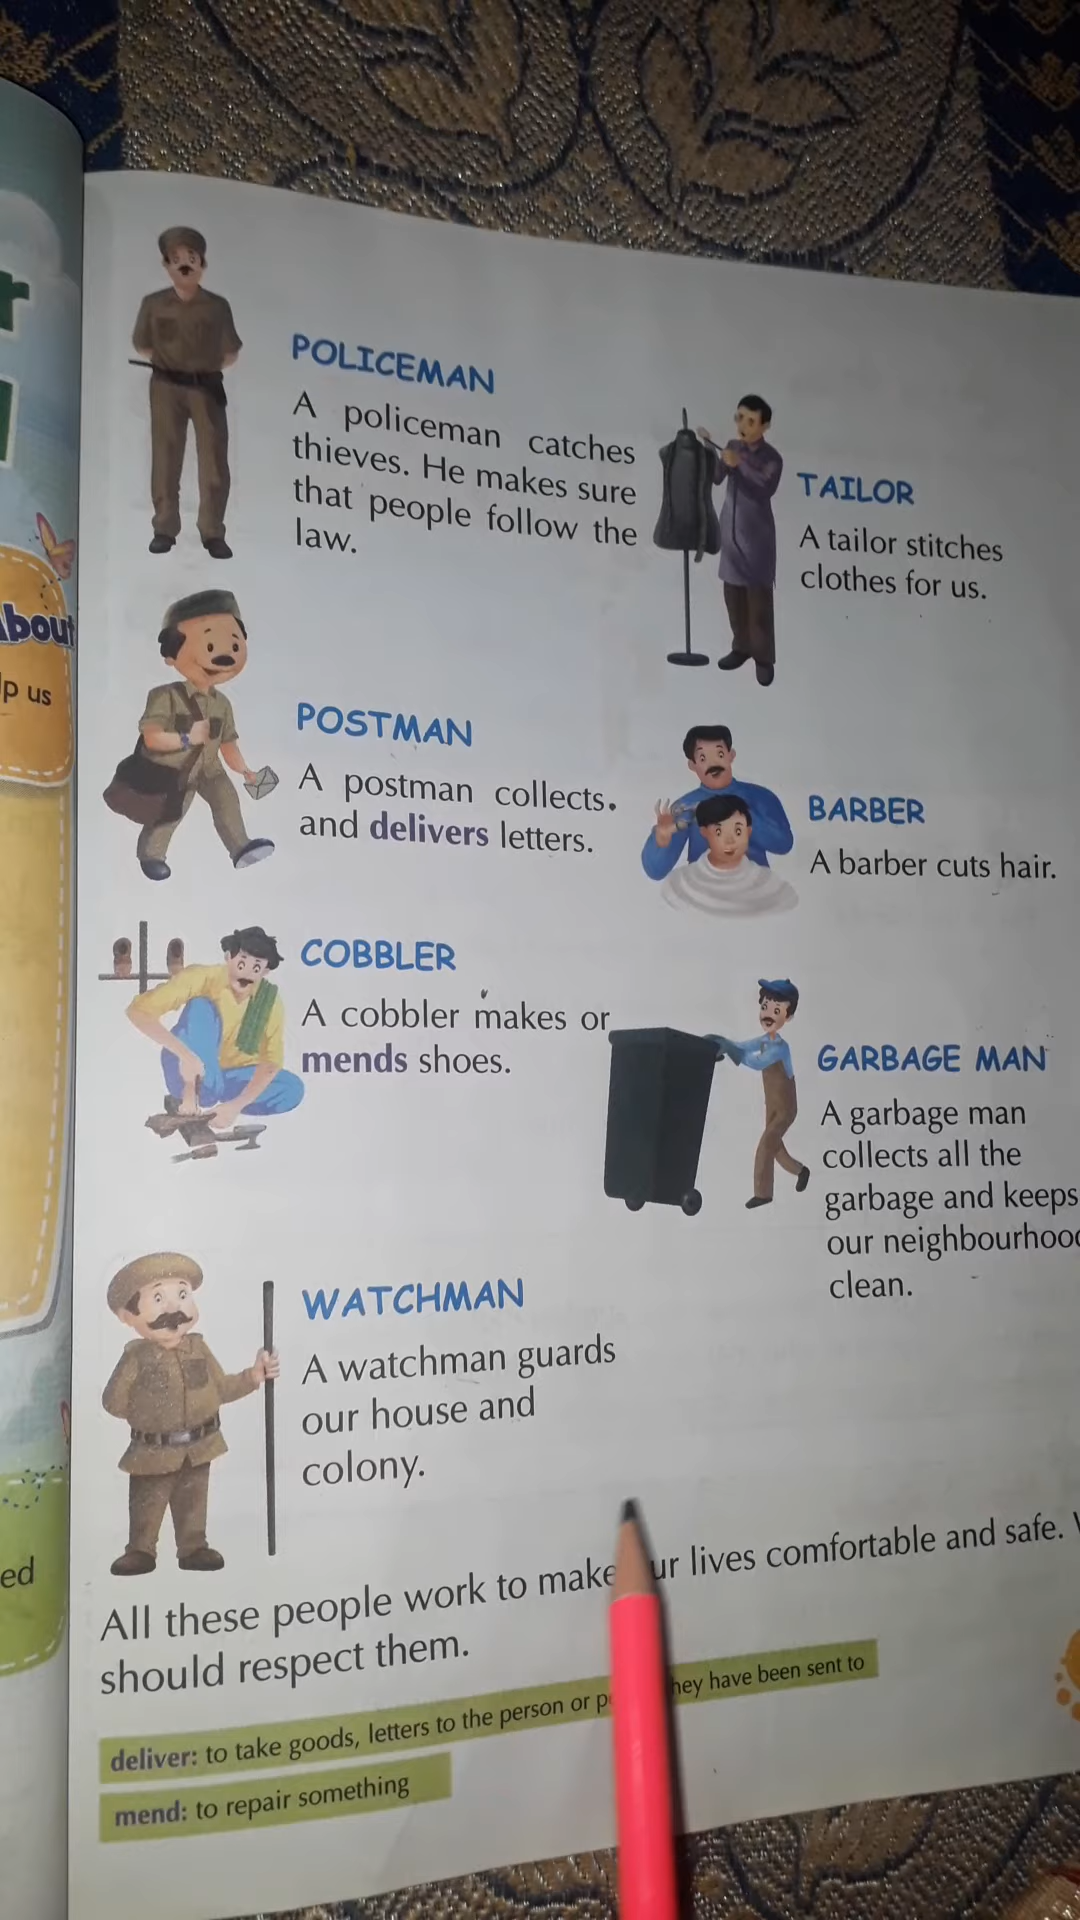 bout
p us
ed
POLICEMAN
A policeman catches
thieves. He makes sure
that people follow the
law.
TAILOR
A tailor stitches
clothes for us.
POSTMAN
A postman collects
and delivers letters.
BARBER
A barber cuts hair.
COBBLER
A cobbler makes or
mends shoes.
GARBAGE MAN
A garbage man
collects all the
garbage and keeps
our neighbourhoo
clean.
WATCHMAN
A watchman guards
our house and
colony.
All these people work to make ur lives comfortable and safe.
should respect them.
deliver: to take goods, letters to the person or p hey have been sent to
mend: to repair something